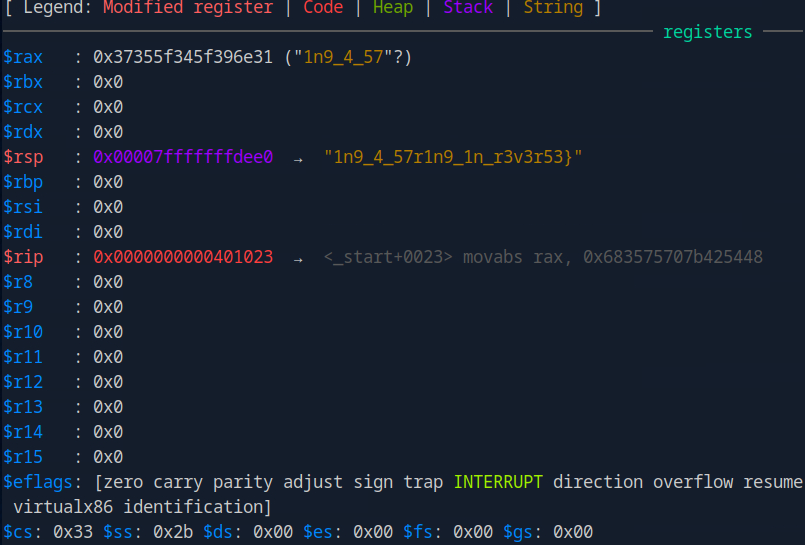 [ Legend: Modified register | Code | Heap | Stack | String ]
registers
$rax   : 0x37355f345f396e31 ("1n9_4_57"?)
$rbx   : 0x0
$rcx   : 0x0
$rdx   : 0x0
$rsp   : 0x00007fffffffdee0  →  "1n9_4_57r1n9_1n_r3v3r53}"
$rbp   : 0x0
$rsi   : 0x0
$rdi   : 0x0
$rip   : 0x0000000000401023  →  <_start+0023> movabs rax, 0x683575707b425448
$r8    : 0x0
$r9    : 0x0
$r10   : 0x0
$r11   : 0x0
$r12   : 0x0
$r13   : 0x0
$r14   : 0x0
$r15   : 0x0
$eflags: [zero carry parity adjust sign trap INTERRUPT direction overflow resume
virtualx86 identification]
$cs: 0x33 $ss: 0x2b $ds: 0x00 $es: 0x00 $fs: 0x00 $gs: 0x00